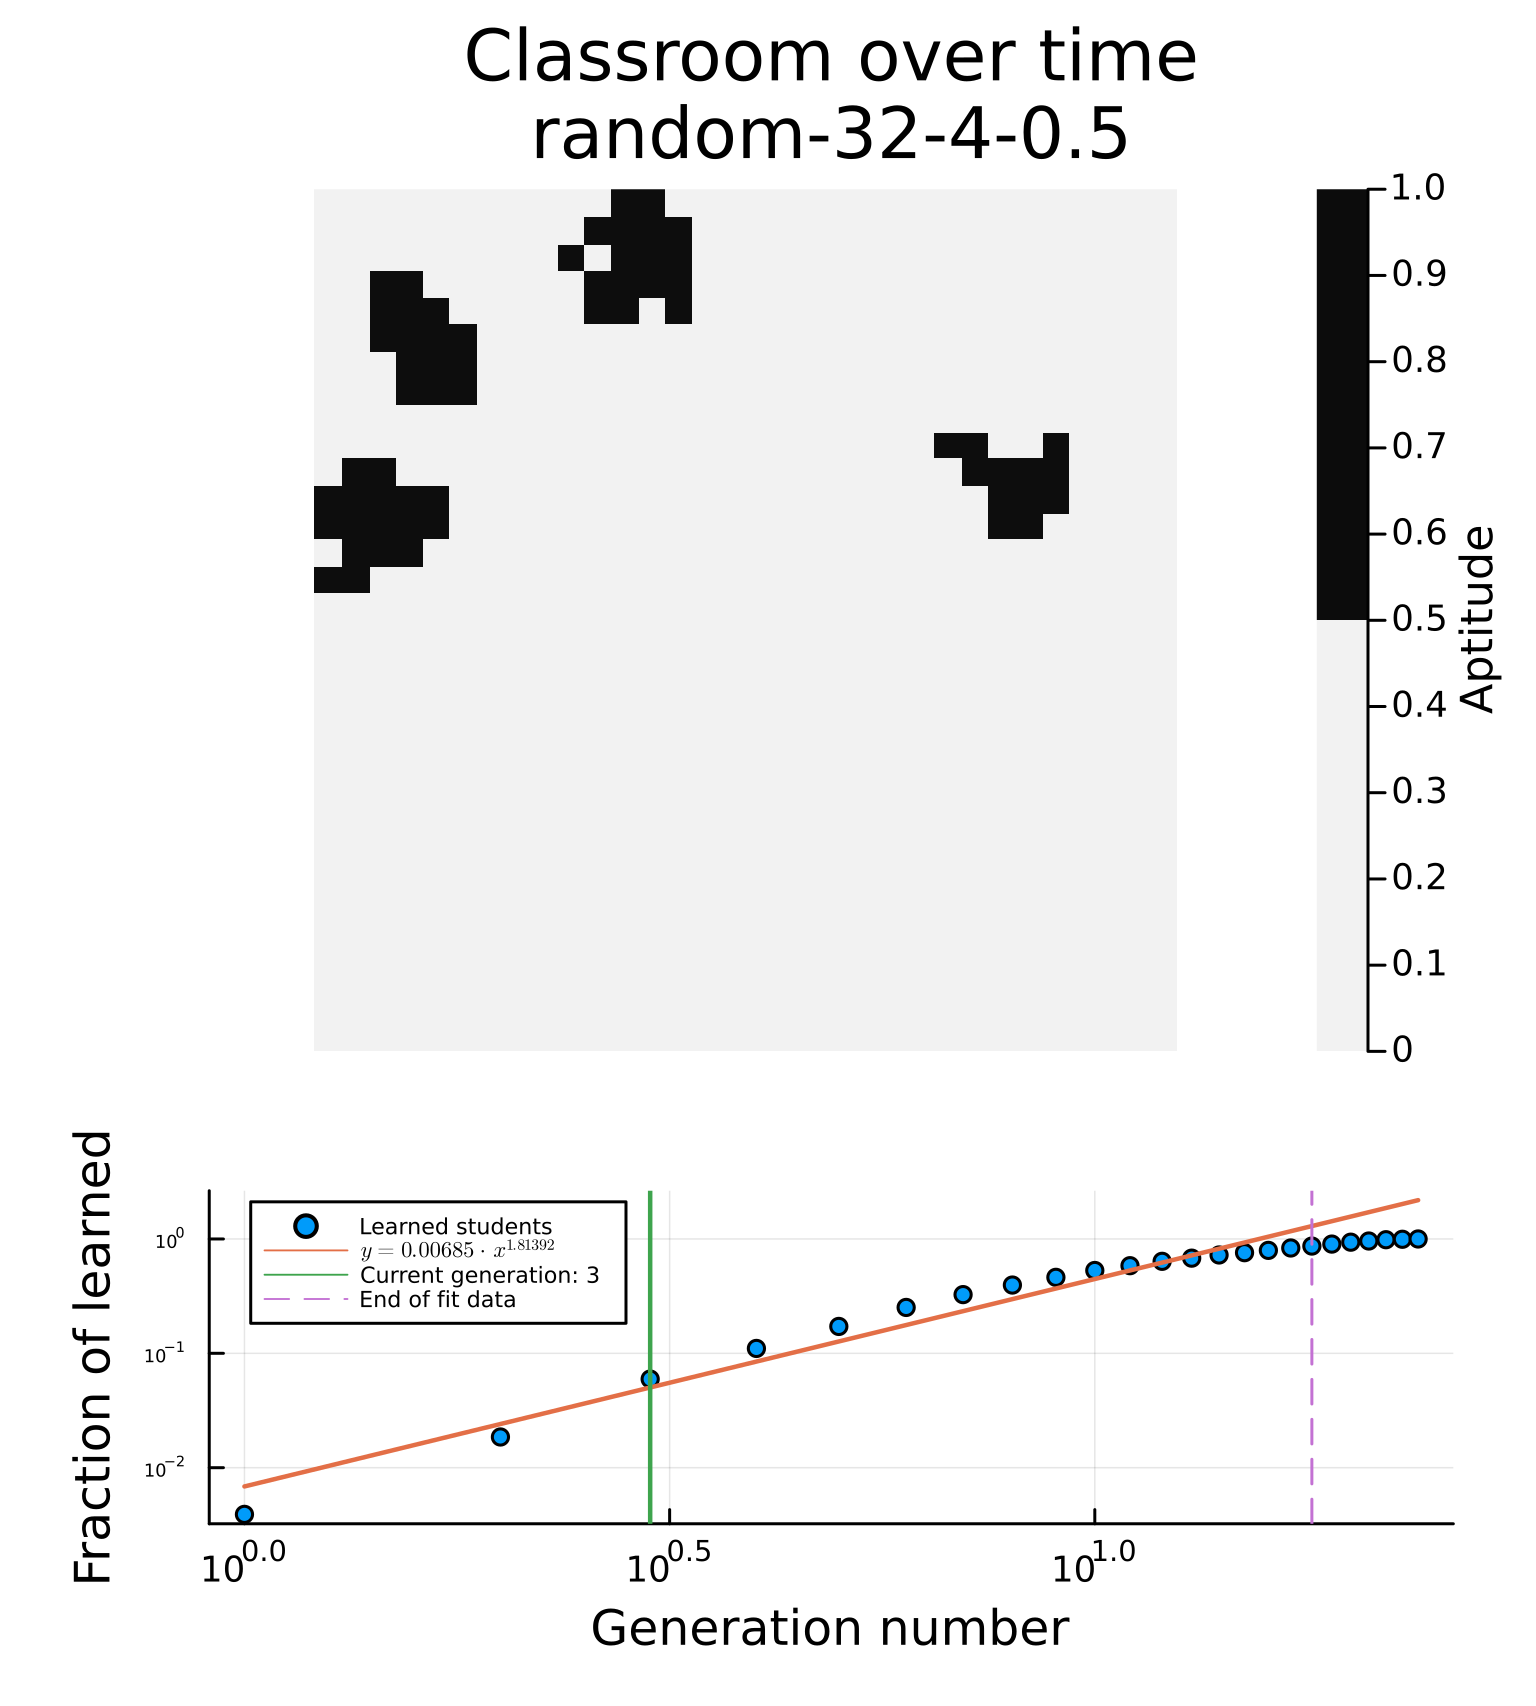 Classroom over time
random-32-4-0.5
1.0
0.9
0.8
0.7
0.6
0.5
0.4
0.3
0.2
0.1
0
Aptitude
Fraction of learned
10⁰
10⁻¹
10⁻²
Learned students
y = 0.00685 · x^1.81392
Current generation: 3
End of fit data
10^0.0
10^0.5
10^1.0
Generation number